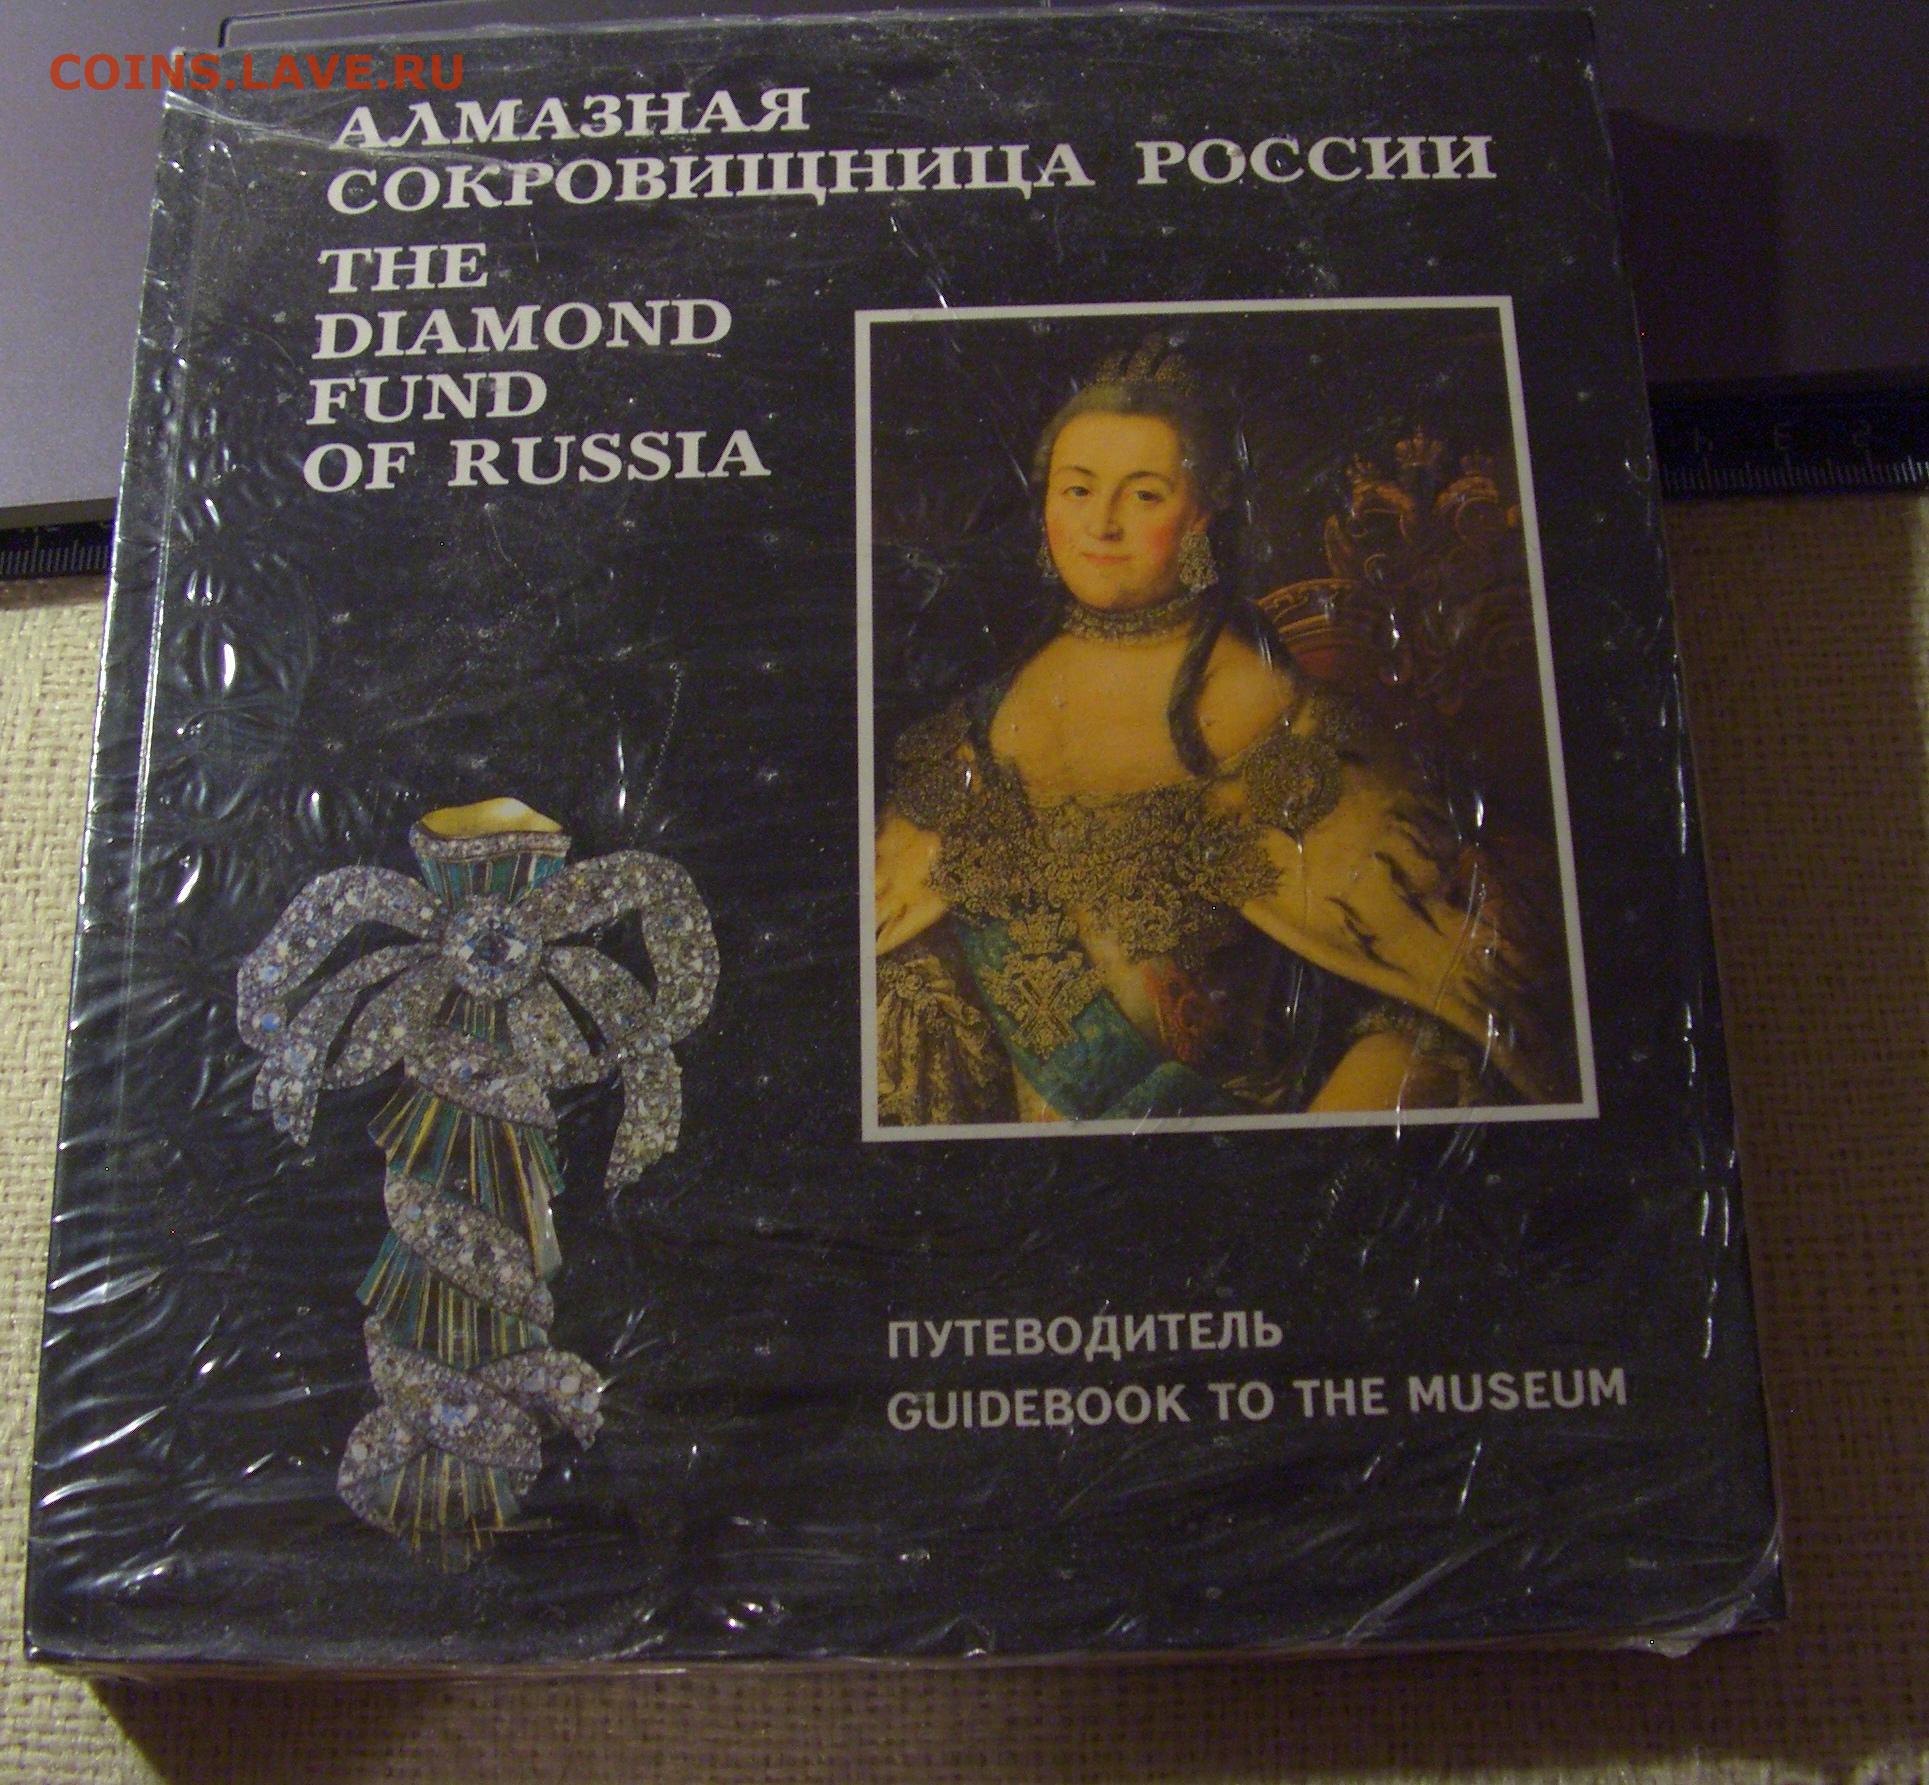 COINS.LAVE.RU
АЛМАЗНАЯ
СОКРОВИЩНИЦА РОССИИ
THE
DIAMOND
FUND
OF RUSSIA
ПУТЕВОДИТЕЛЬ
GUIDEBOOK TO THE MUSEUM